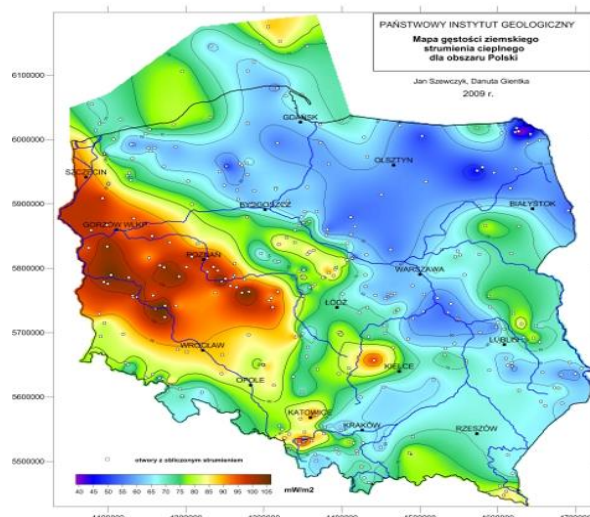 PAŃSTWOWY INSTYTUT GEOLOGICZNY
Mapa gęstości ziemskiego
strumienia cieplnego
dla obszaru Polski
Jan Szewczyk, Danuta Gientka
2009 r.
6100000
GDAŃSK
6000000
OLSZTYN
SZCZECIN
5900000
BYDGOSZCZ
BIAŁYSTOK
GORZÓW WLKP
POZNAŃ
5800000
WARSZAWA
ŁÓDŹ
5700000
WROCŁAW
LUBLIN
KIELCE
OPOLE
5600000
KATOWICE
KRAKÓW
RZESZÓW
5500000
otwory z obliczonym strumieniem
40 45 50 55 60 65 70 75 80 85 90 95 100 105
mW/m2